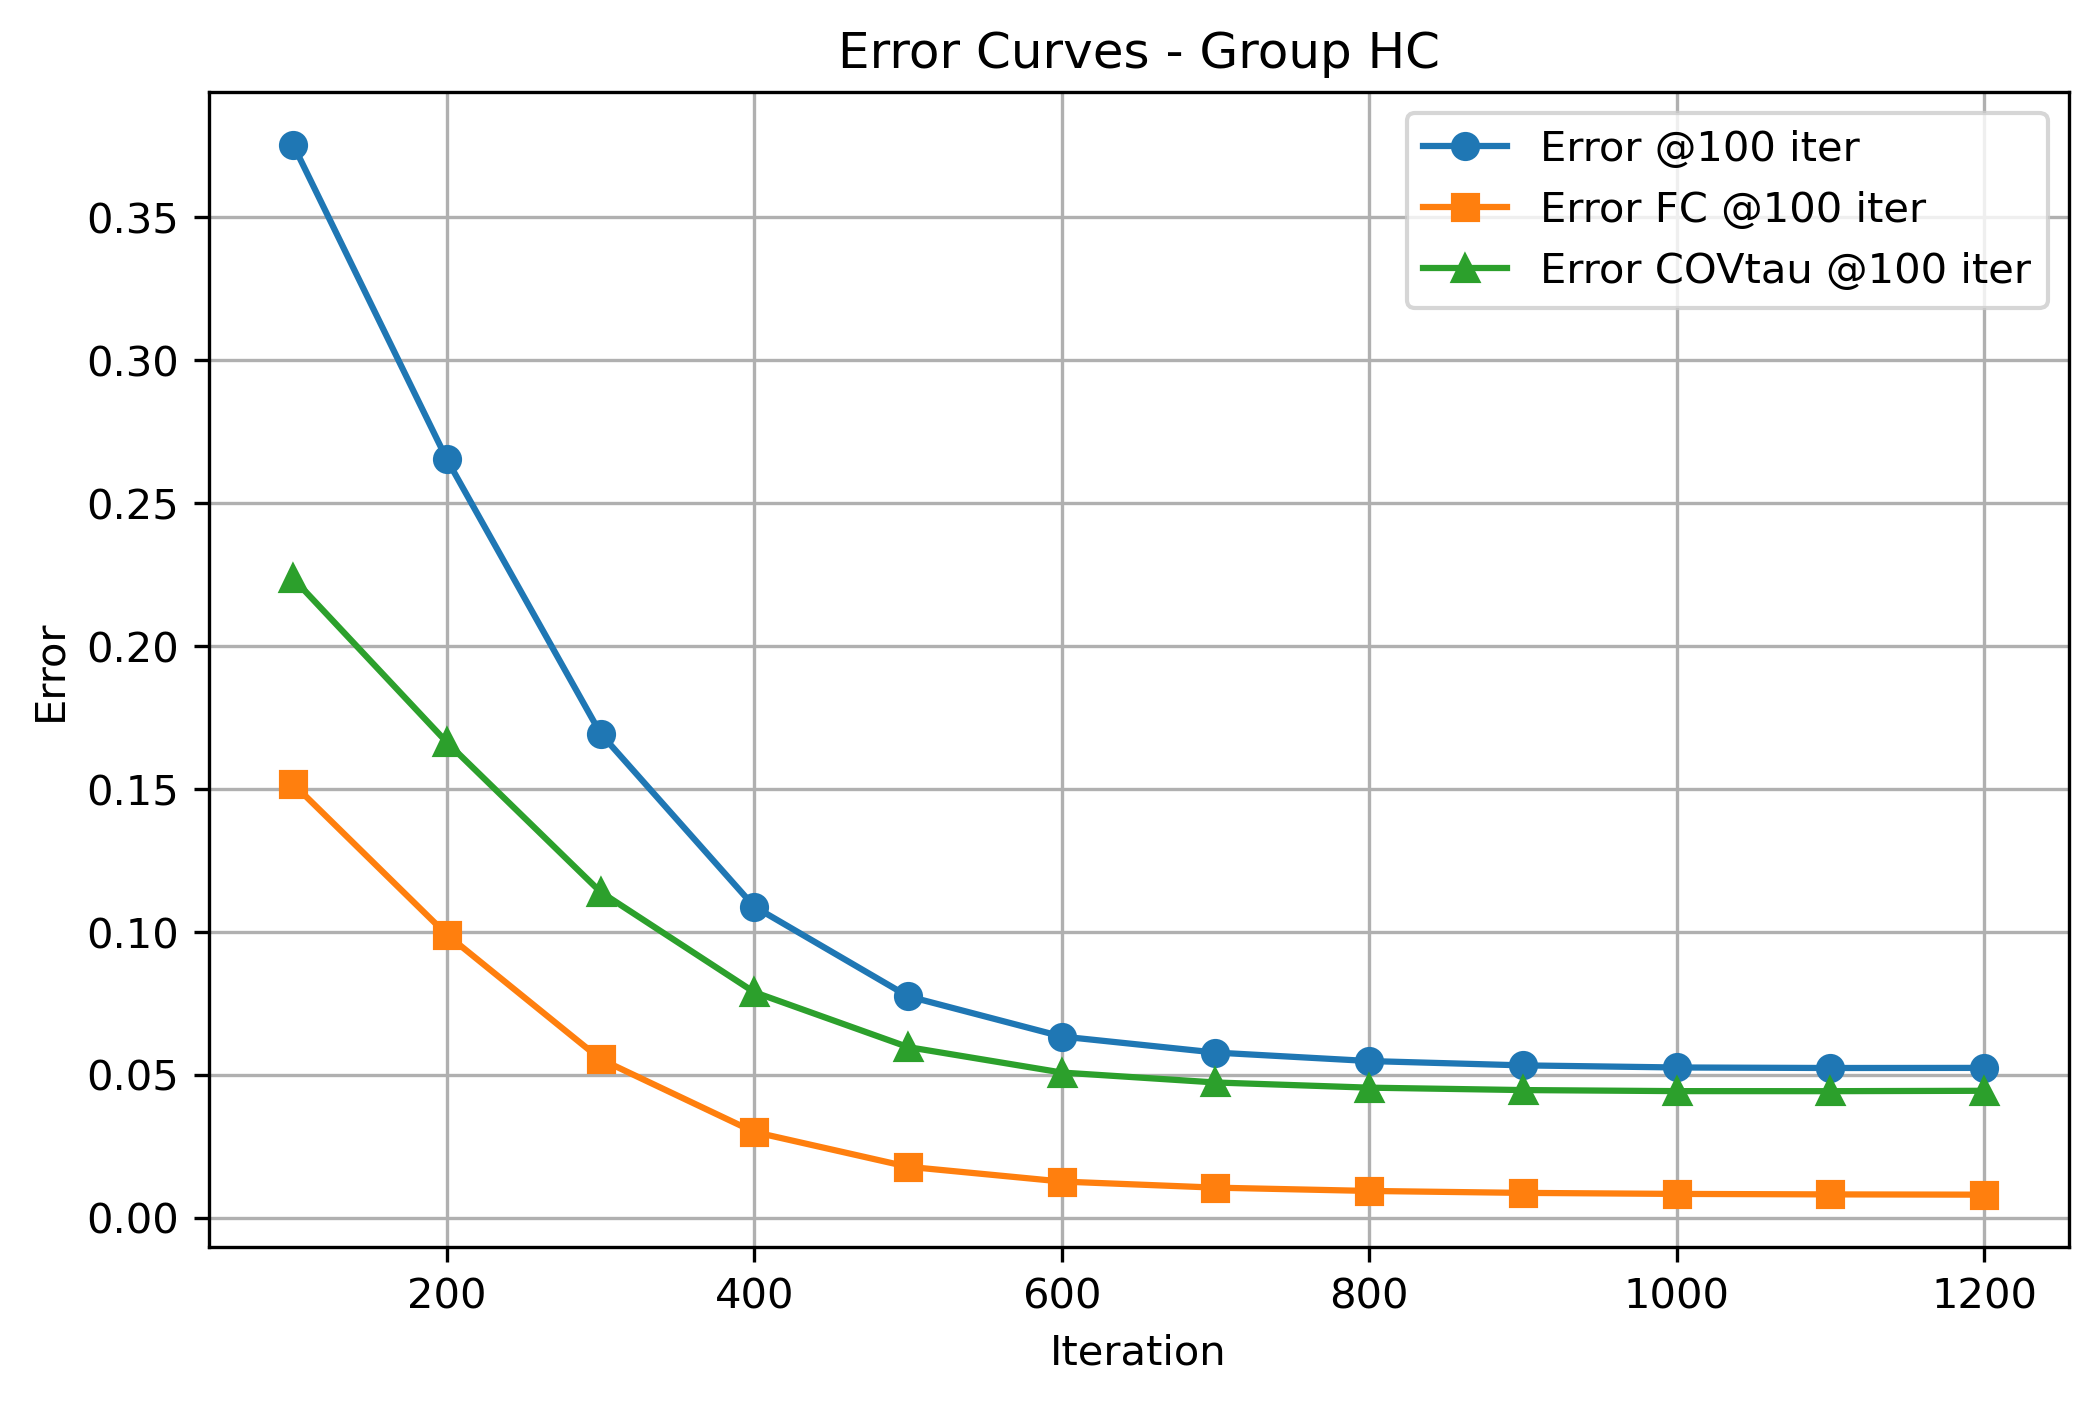 Error Curves - Group HC
Error @100 iter
Error FC @100 iter
Error COVtau @100 iter
Error
0.35
0.30
0.25
0.20
0.15
0.10
0.05
0.00
200 400 600 800 1000 1200
Iteration